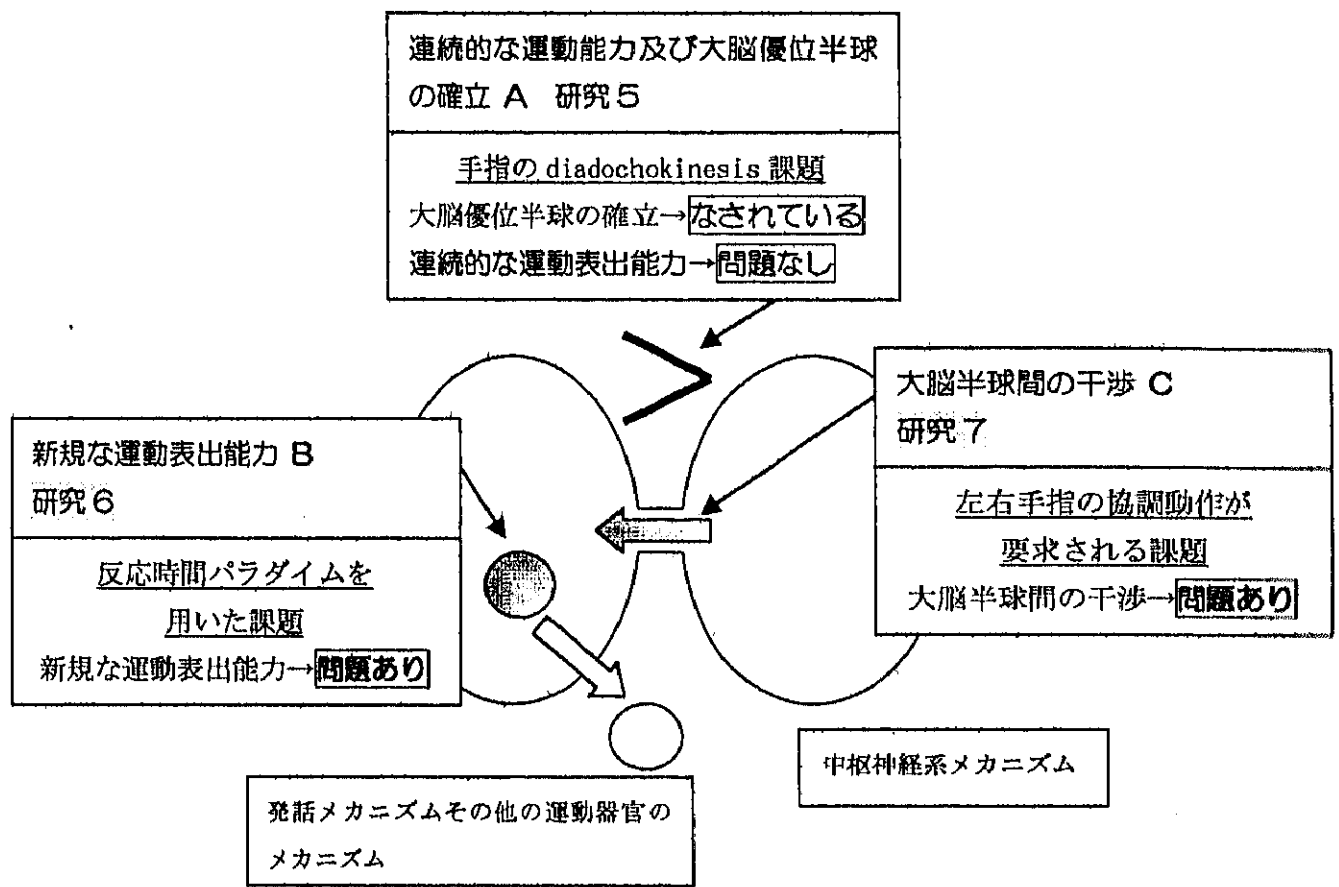 連続的な運動能力及び大脳優位半球
の確立 A 研究5
手指の diadochokinesis 課題
大脳優位半球の確立→なされている
連続的な運動表出能力→問題なし
大脳半球間の干渉 C
研究7
左右手指の協調動作が
要求される課題
大脳半球間の干渉→問題あり
新規な運動表出能力 B
研究6
反応時間パラダイムを
用いた課題
新規な運動表出能力→問題あり
中枢神経系メカニズム
発話メカニズムその他の運動器官の
メカニズム